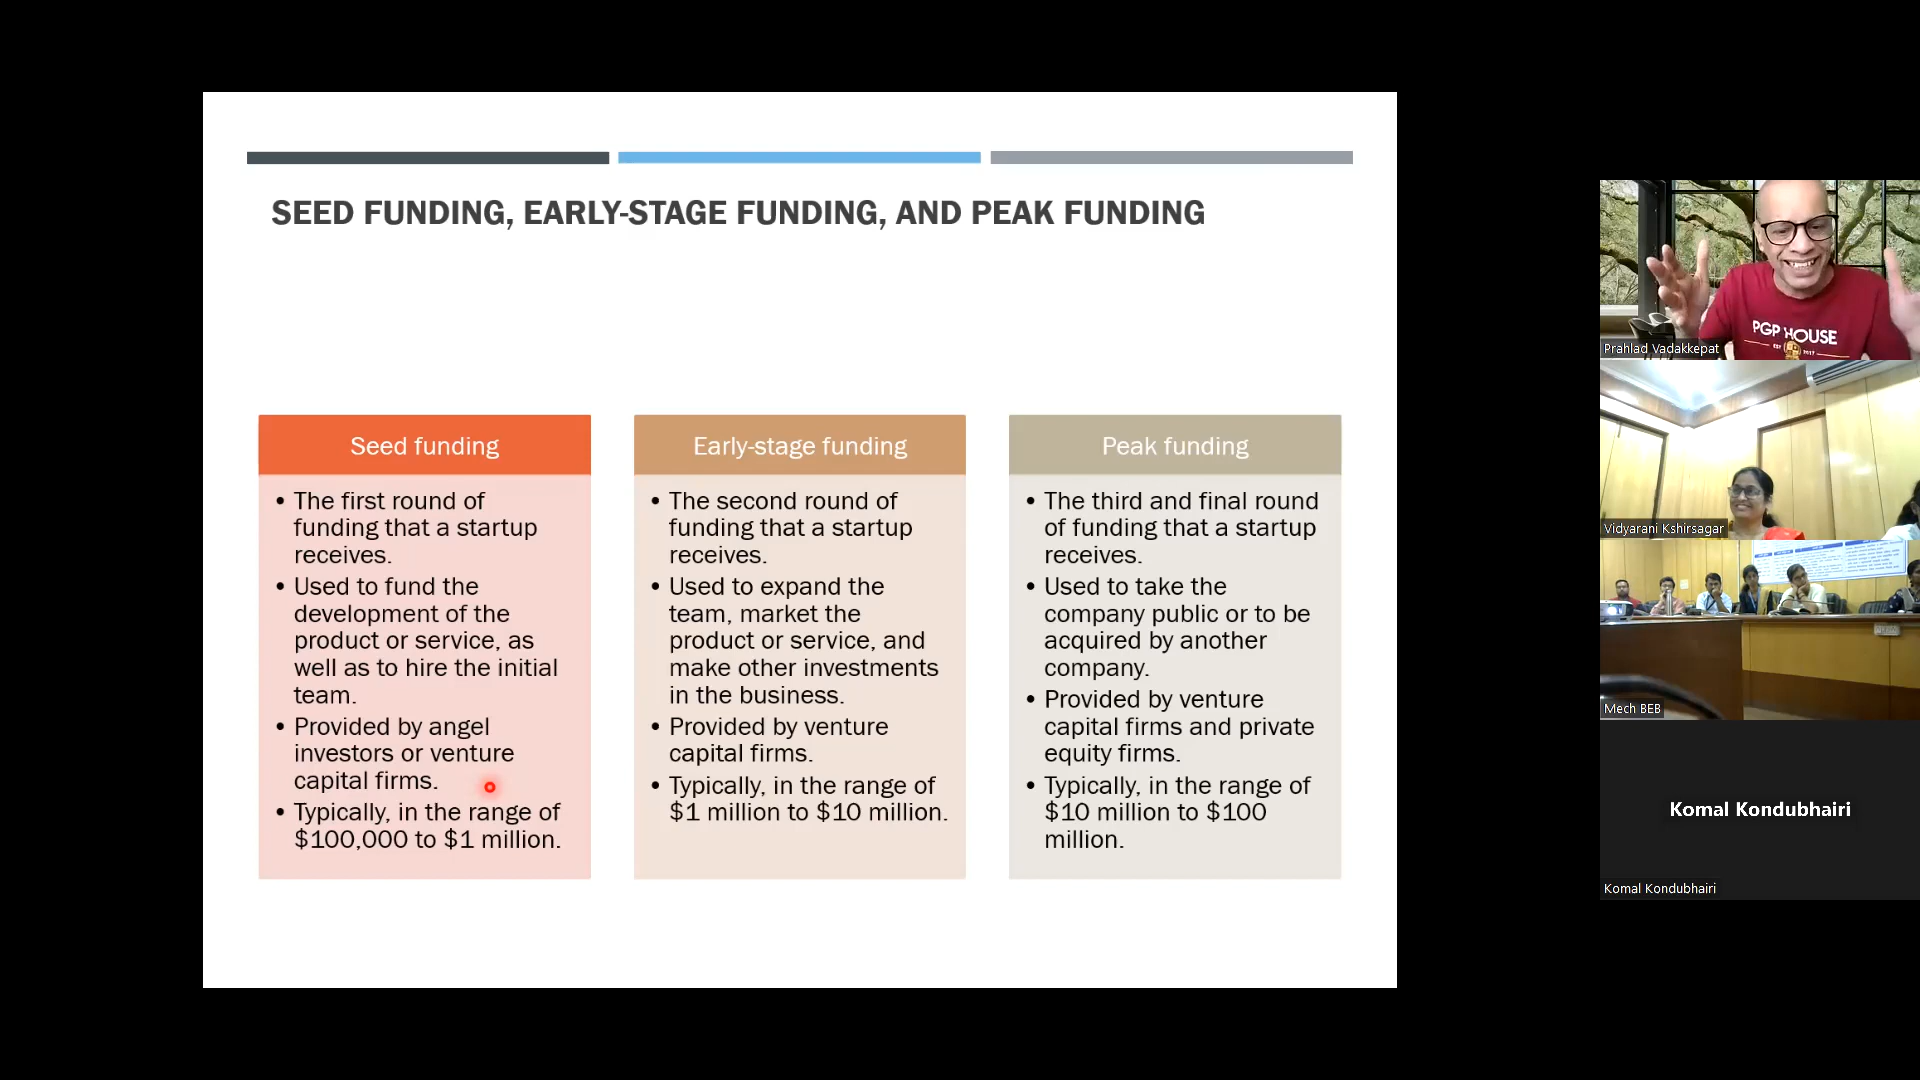 SEED FUNDING, EARLY-STAGE FUNDING, AND PEAK FUNDING
Seed funding
• The first round of
funding that a startup
receives.
• Used to fund the
development of the
product or service, as
well as to hire the initial
team.
• Provided by angel
investors or venture
capital firms.
• Typically, in the range of
$100,000 to $1 million.
Early-stage funding
• The second round of
funding that a startup
receives.
• Used to expand the
team, market the
product or service, and
make other investments
in the business.
• Provided by venture
capital firms.
• Typically, in the range of
$1 million to $10 million.
Peak funding
• The third and final round
of funding that a startup
receives.
• Used to take the
company public or to be
acquired by another
company.
• Provided by venture
capital firms and private
equity firms.
• Typically, in the range of
$10 million to $100
million.
PGP HOUSE
2017
Prahlad Vadakkepat
Vidyarani Kshirsagar
Mech BEB
Komal Kondubhairi
Komal Kondubhairi